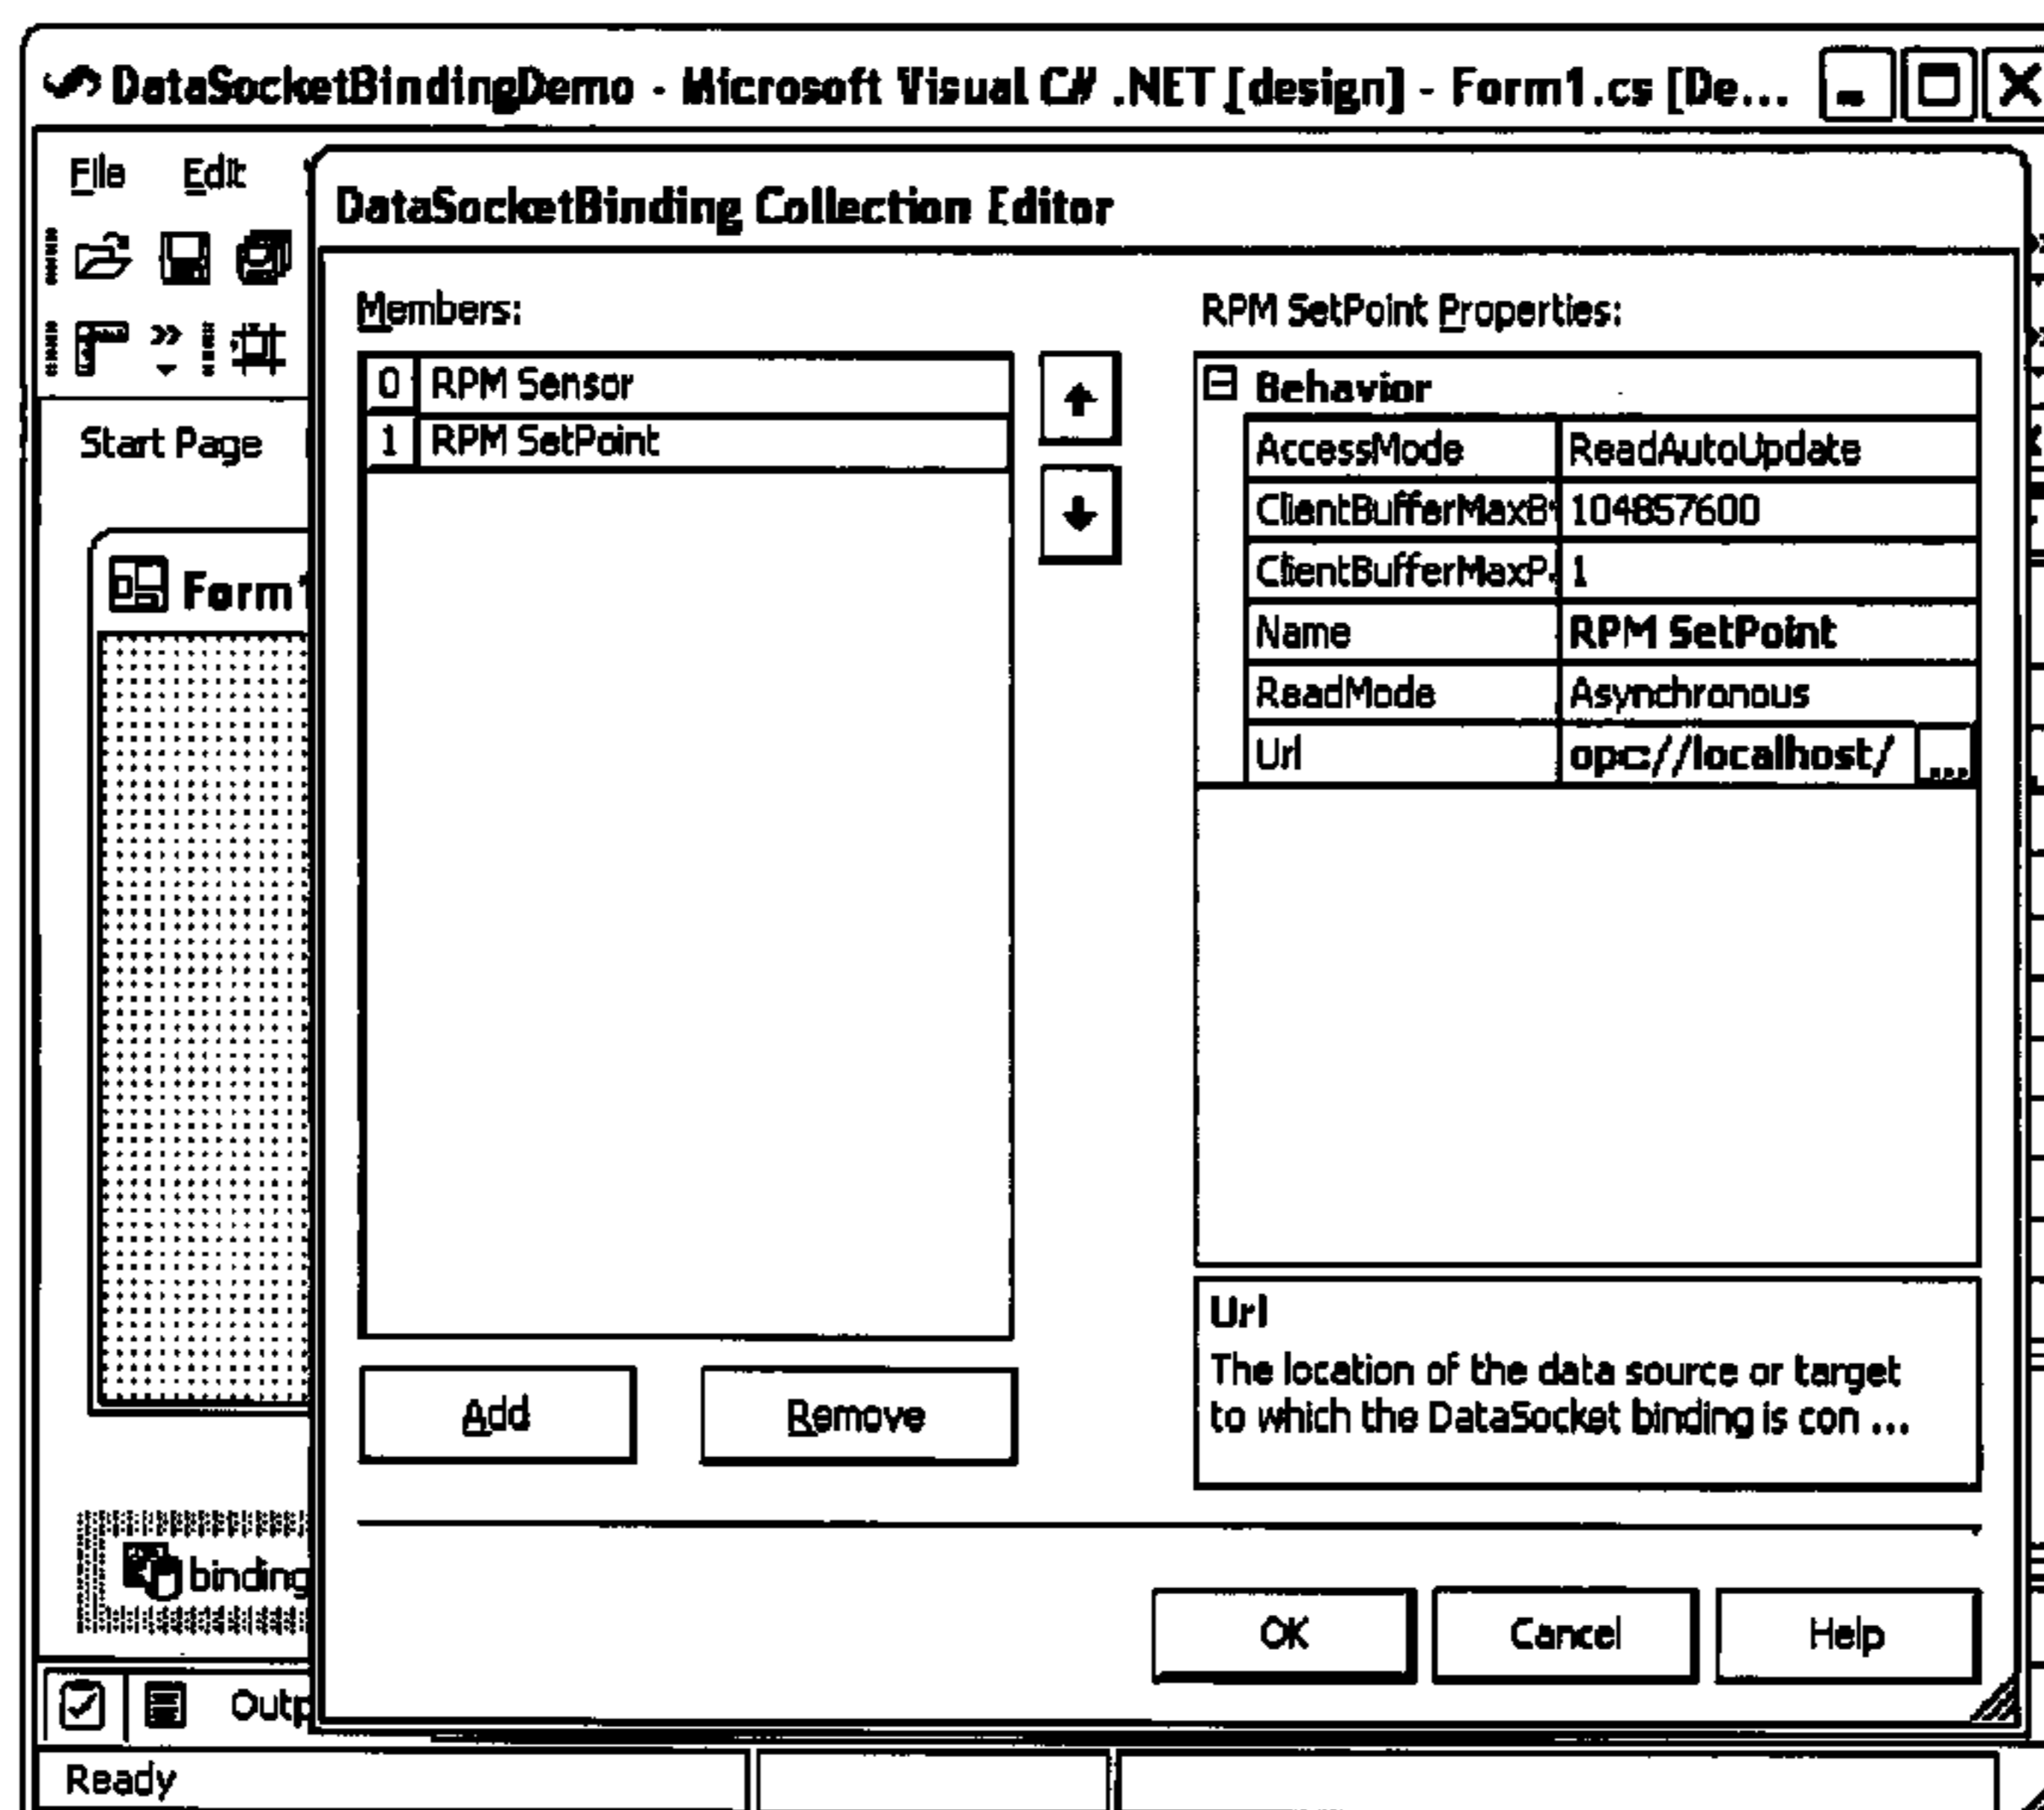 DataSocketBindingDemo - Microsoft Visual C# .NET [design] - Form1.cs [De...
File Edit
DataSocketBinding Collection Editor
Members:
RPM SetPoint Properties:
0 RPM Sensor
1 RPM SetPoint
Behavior
AccessMode ReadAutoUpdate
ClientBufferMaxB 104857600
ClientBufferMaxP 1
Name RPM SetPoint
ReadMode Asynchronous
Url opc://localhost/ ...
Start Page
Form1
Url
The location of the data source or target
to which the DataSocket binding is con ...
Add Remove
binding
OK Cancel Help
Outp
Ready